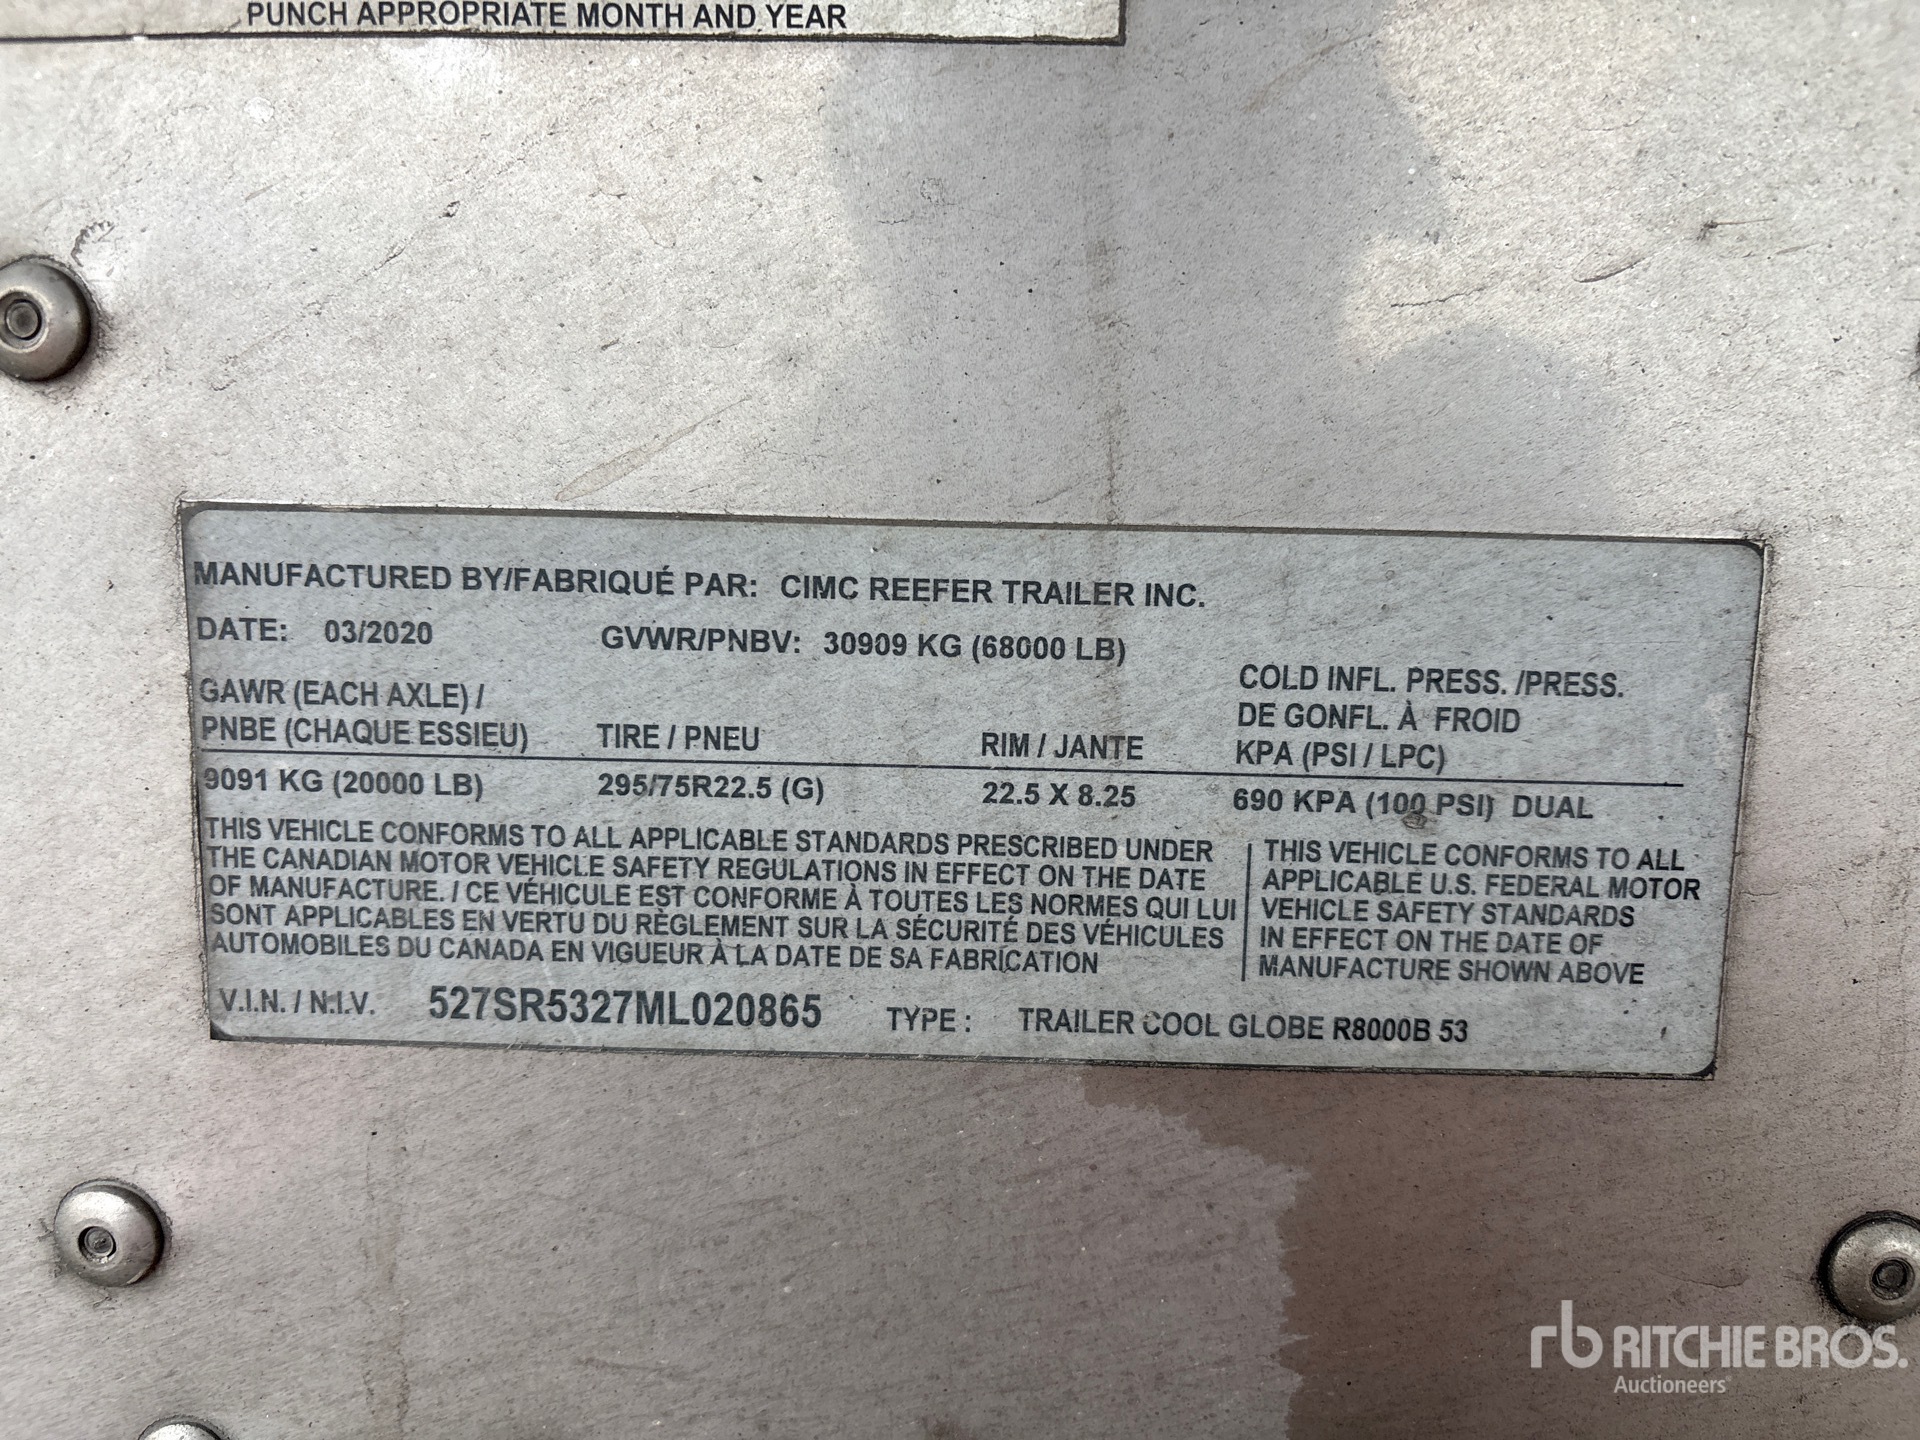 PUNCH APPROPRIATE MONTH AND YEAR
MANUFACTURED BY/FABRIQUÉ PAR: CIMC REEFER TRAILER INC.
DATE: 03/2020 GVWR/PNBV: 30909 KG (68000 LB)
GAWR (EACH AXLE) /
PNBE (CHAQUE ESSIEU) TIRE / PNEU RIM / JANTE
COLD INFL. PRESS. /PRESS.
DE GONFL. À FROID
KPA (PSI / LPC)
9091 KG (20000 LB) 295/75R22.5 (G) 22.5 X 8.25 690 KPA (100 PSI) DUAL
THIS VEHICLE CONFORMS TO ALL APPLICABLE STANDARDS PRESCRIBED UNDER
THE CANADIAN MOTOR VEHICLE SAFETY REGULATIONS IN EFFECT ON THE DATE
OF MANUFACTURE. / CE VÉHICULE EST CONFORME À TOUTES LES NORMES QUI LUI
SONT APPLICABLES EN VERTU DU RÈGLEMENT SUR LA SÉCURITÉ DES VÉHICULES
AUTOMOBILES DU CANADA EN VIGUEUR À LA DATE DE SA FABRICATION
THIS VEHICLE CONFORMS TO ALL
APPLICABLE U.S. FEDERAL MOTOR
VEHICLE SAFETY STANDARDS
IN EFFECT ON THE DATE OF
MANUFACTURE SHOWN ABOVE
V.I.N. / N.I.V. 527SR5327ML020865 TYPE : TRAILER COOL GLOBE R8000B 53
rb RITCHIE BROS.
Auctioneers